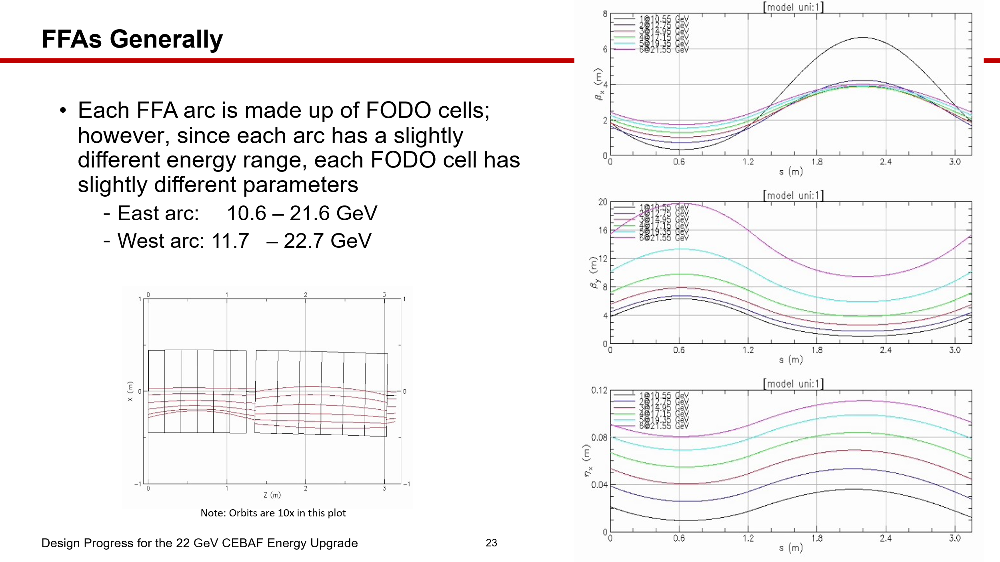 FFAs Generally
• Each FFA arc is made up of FODO cells;
however, since each arc has a slightly
different energy range, each FODO cell has
slightly different parameters
- East arc: 10.6 – 21.6 GeV
- West arc: 11.7 – 22.7 GeV
0 1 2 3
1 1
0 0
-1 -1
0 1 2 3
X (m)
Z (m)
Note: Orbits are 10x in this plot
Design Progress for the 22 GeV CEBAF Energy Upgrade
23
[model uni:1]
1@10.55 GeV
2@12.75 GeV
3@14.95 GeV
4@17.15 GeV
5@19.35 GeV
6@21.55 GeV
8
6
4
2
0
βx (m)
0 0.6 1.2 1.8 2.4 3.0
s (m)
[model uni:1]
1@10.55 GeV
2@12.75 GeV
3@14.95 GeV
4@17.15 GeV
5@19.35 GeV
6@21.55 GeV
20
16
12
8
4
0
βy (m)
0 0.6 1.2 1.8 2.4 3.0
s (m)
[model uni:1]
1@10.55 GeV
2@12.75 GeV
3@14.95 GeV
4@17.15 GeV
5@19.35 GeV
6@21.55 GeV
0.12
0.08
0.04
0
ηx (m)
0 0.6 1.2 1.8 2.4 3.0
s (m)